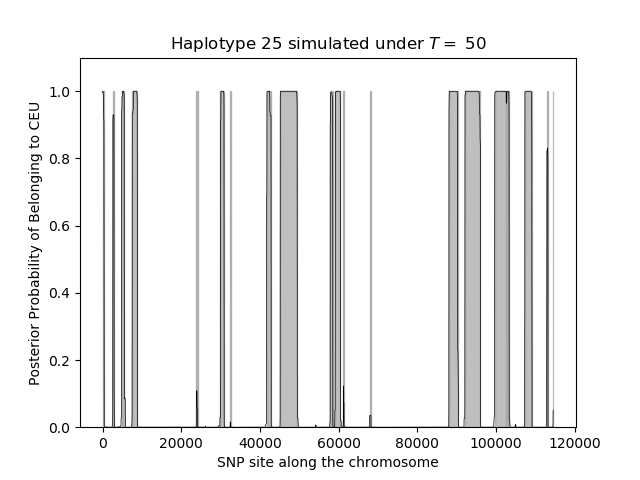 Haplotype 25 simulated under T = 50
Posterior Probability of Belonging to CEU
1.0
0.8
0.6
0.4
0.2
0.0
0 20000 40000 60000 80000 100000 120000
SNP site along the chromosome